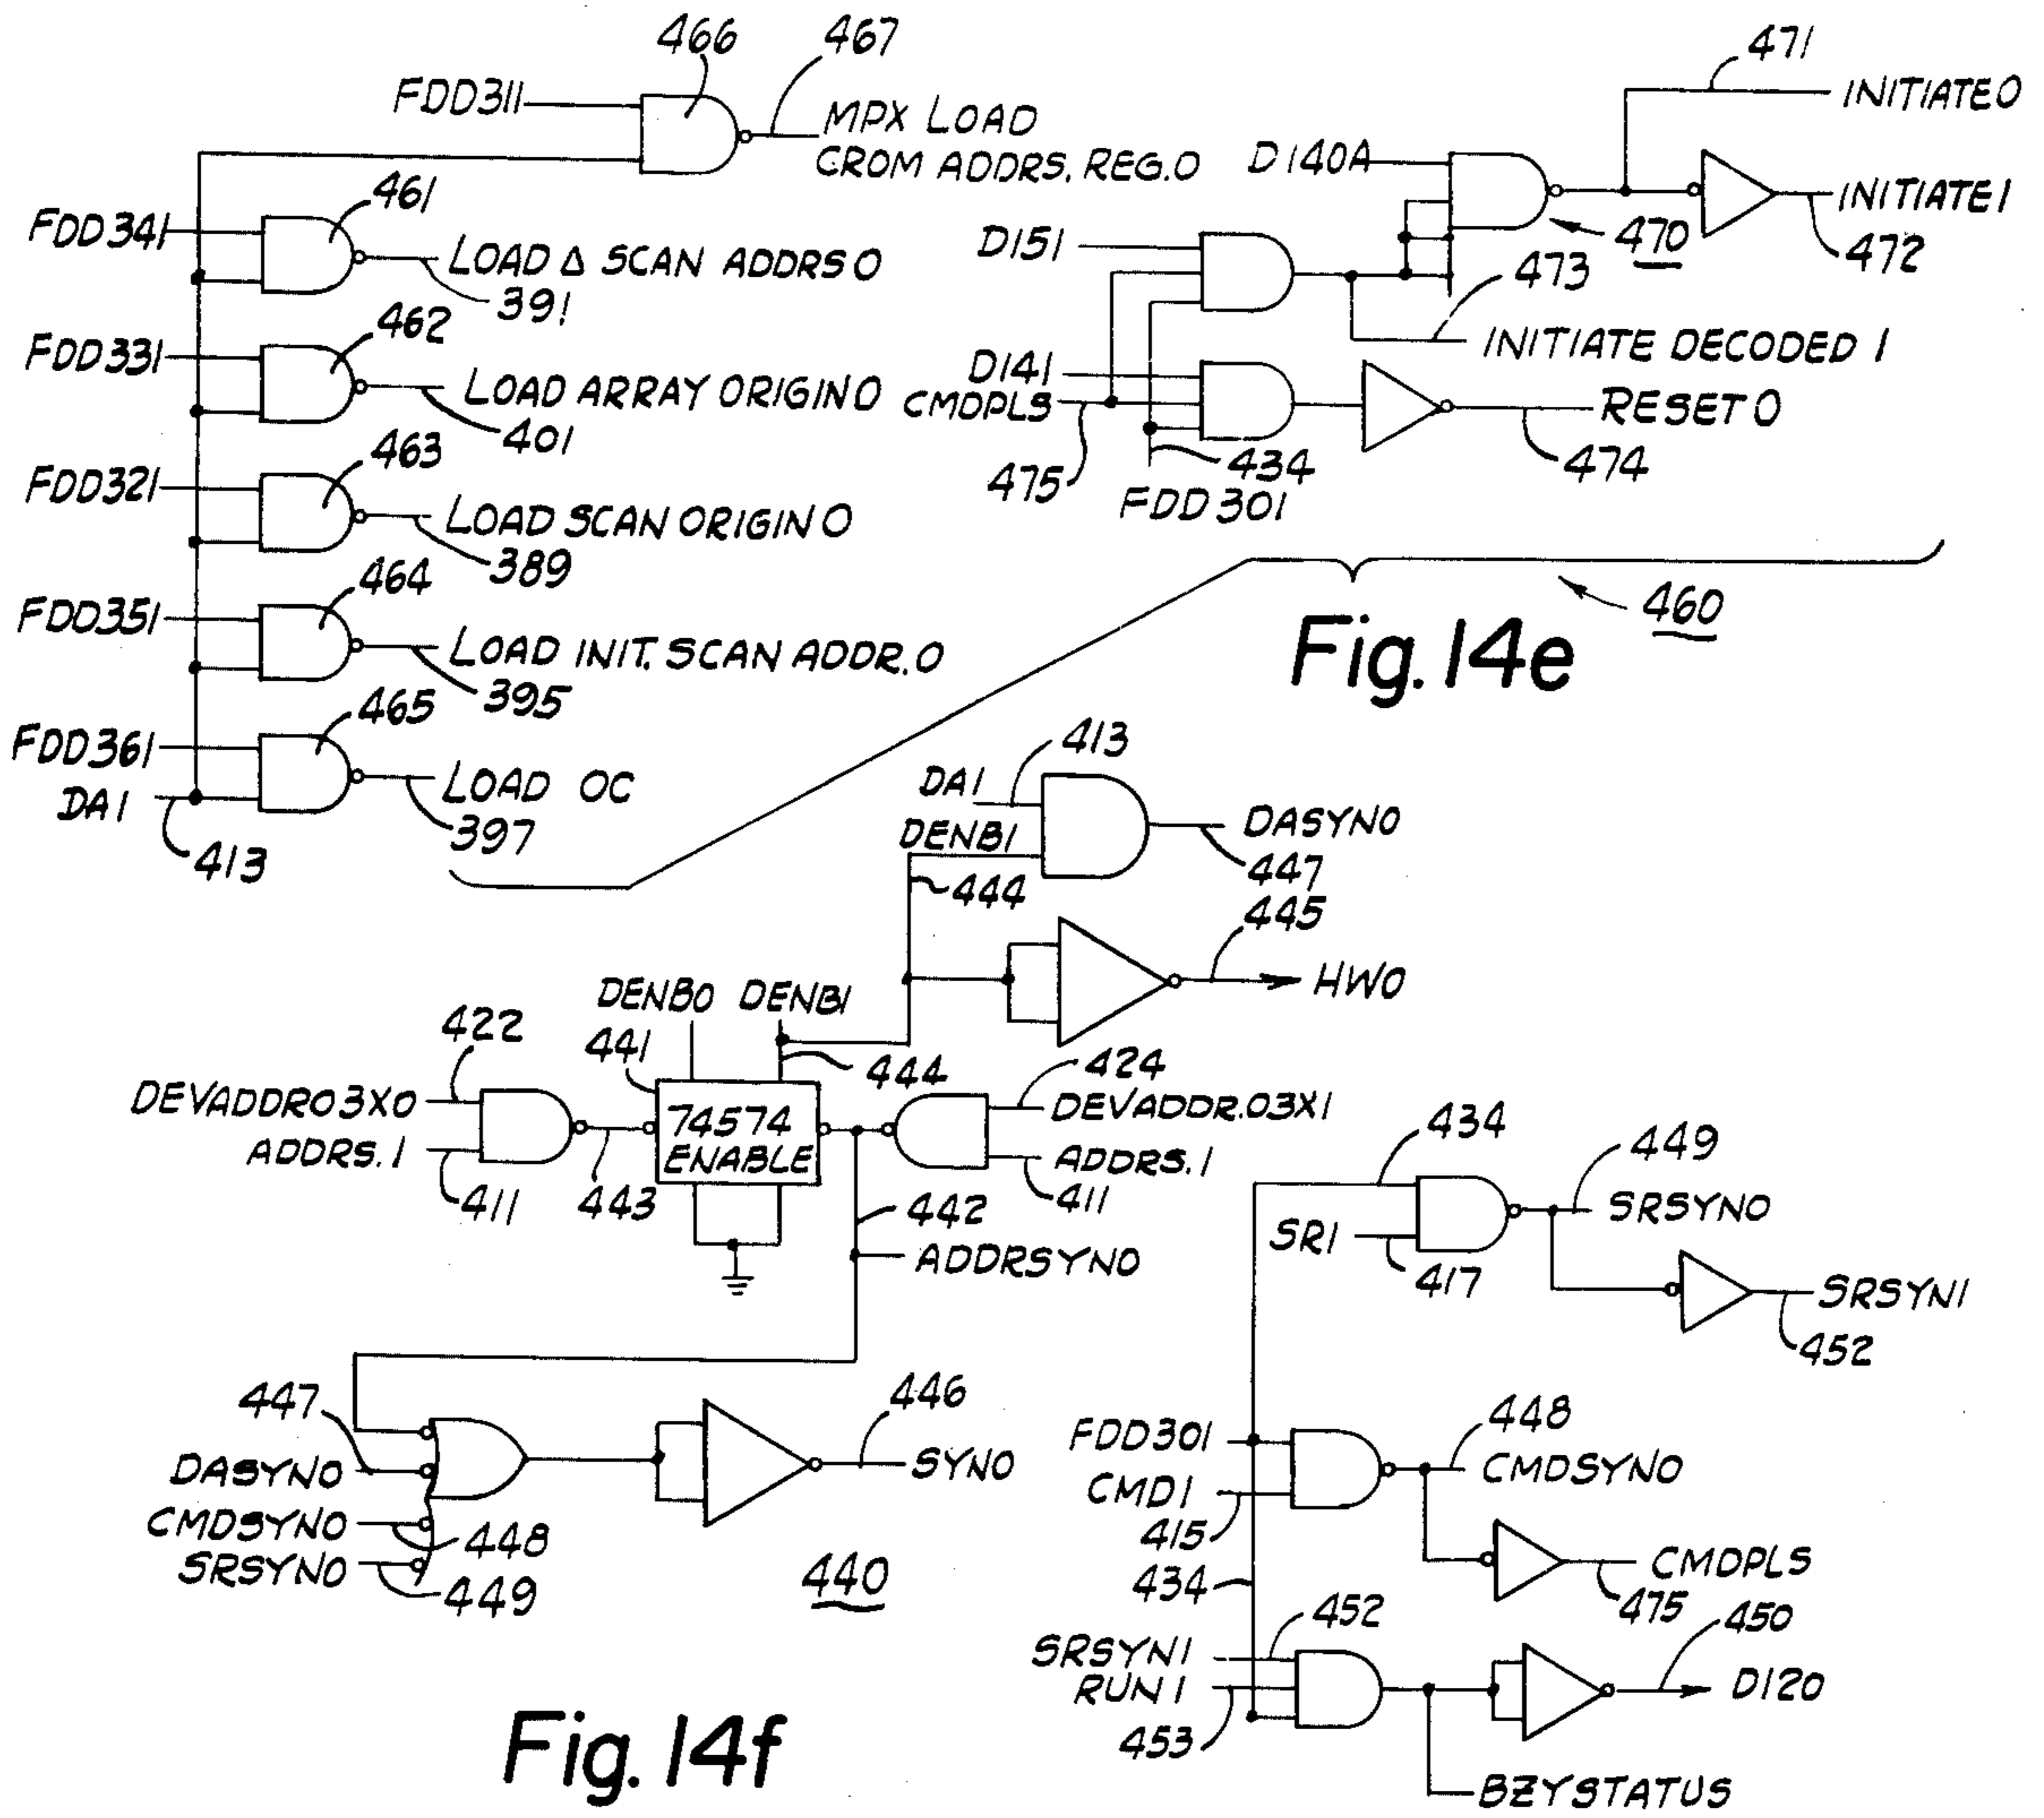 466
467
471
FDD311
MPX LOAD
CROM ADDRS. REG. 0
INITIATE 0
D140A
INITIATE 1
470
472
461
FDD341
LOAD Δ SCAN ADDRS 0
391
D151
473
INITIATE DECODED 1
462
FDD331
LOAD ARRAY ORIGIN 0
401
D141
CMDPLS
RESET 0
475
434
474
FDD301
463
FDD321
LOAD SCAN ORIGIN 0
389
464
FDD351
LOAD INIT. SCAN ADDR. 0
395
460
Fig. 14e
465
FDD361
DA1
LOAD OC
397
413
413
DA1
DENB1
DASYN0
447
444
445
HW0
DENB0 DENB1
422
441
444
424
DEVADDR03X0
ADDRS. 1
74574
ENABLE
DEVADDR.03X1
ADDRS. 1
411
443
411
442
ADDRSYN0
434
449
SRSYN0
SR1
417
SRSYN1
452
447
446
DASYN0
SYN0
CMDSYN0
448
SRSYN0
449
440
FDD301
448
CMDSYN0
CMD1
415
434
CMDPLS
475
452
450
SRSYN1
RUN1
D120
453
BZYSTATUS
Fig. 14f